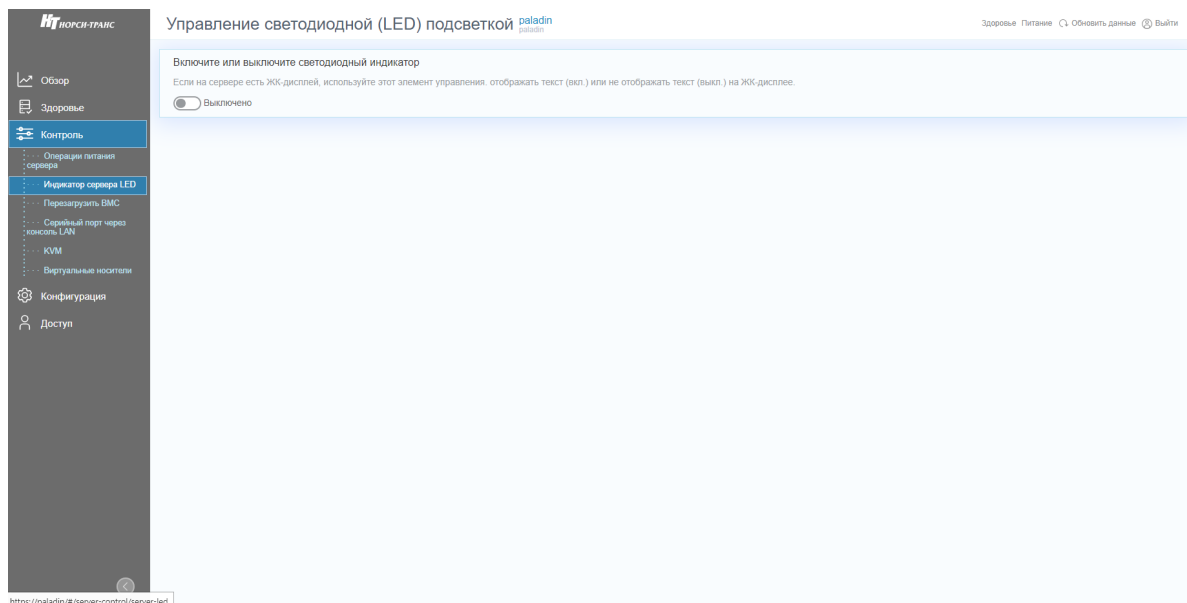 НТ НОРСИ-ТРАНС
Управление светодиодной (LED) подсветкой paladin
paladin
Здоровье Питание Обновить данные Выйти
Включите или выключите светодиодный индикатор
Если на сервере есть ЖК-дисплей, используйте этот элемент управления. отображать текст (вкл.) или не отображать текст (выкл.) на ЖК-дисплее.
Выключено
Обзор
Здоровье
Контроль
Операции питания
сервера
Индикатор сервера LED
Перезагрузить BMC
Серийный порт через
консоль LAN
KVM
Виртуальные носители
Конфигурация
Доступ
https://paladin/#/server-control/server-led